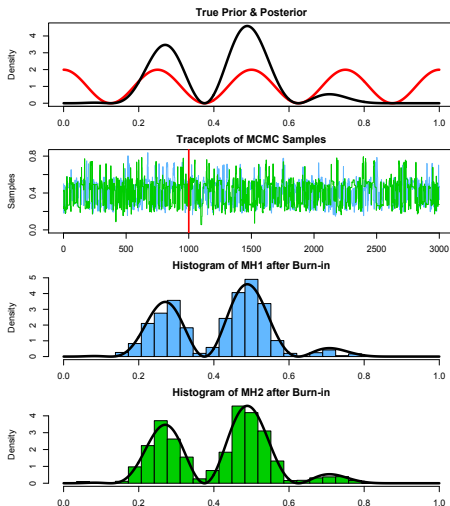 True Prior & Posterior
Density
4
3
2
1
0
0.0 0.2 0.4 0.6 0.8 1.0
Traceplots of MCMC Samples
Samples
0.8
0.4
0.0
0 500 1000 1500 2000 2500 3000
Histogram of MH1 after Burn-in
Density
5
4
3
2
1
0
0.0 0.2 0.4 0.6 0.8 1.0
Histogram of MH2 after Burn-in
Density
4
3
2
1
0
0.0 0.2 0.4 0.6 0.8 1.0